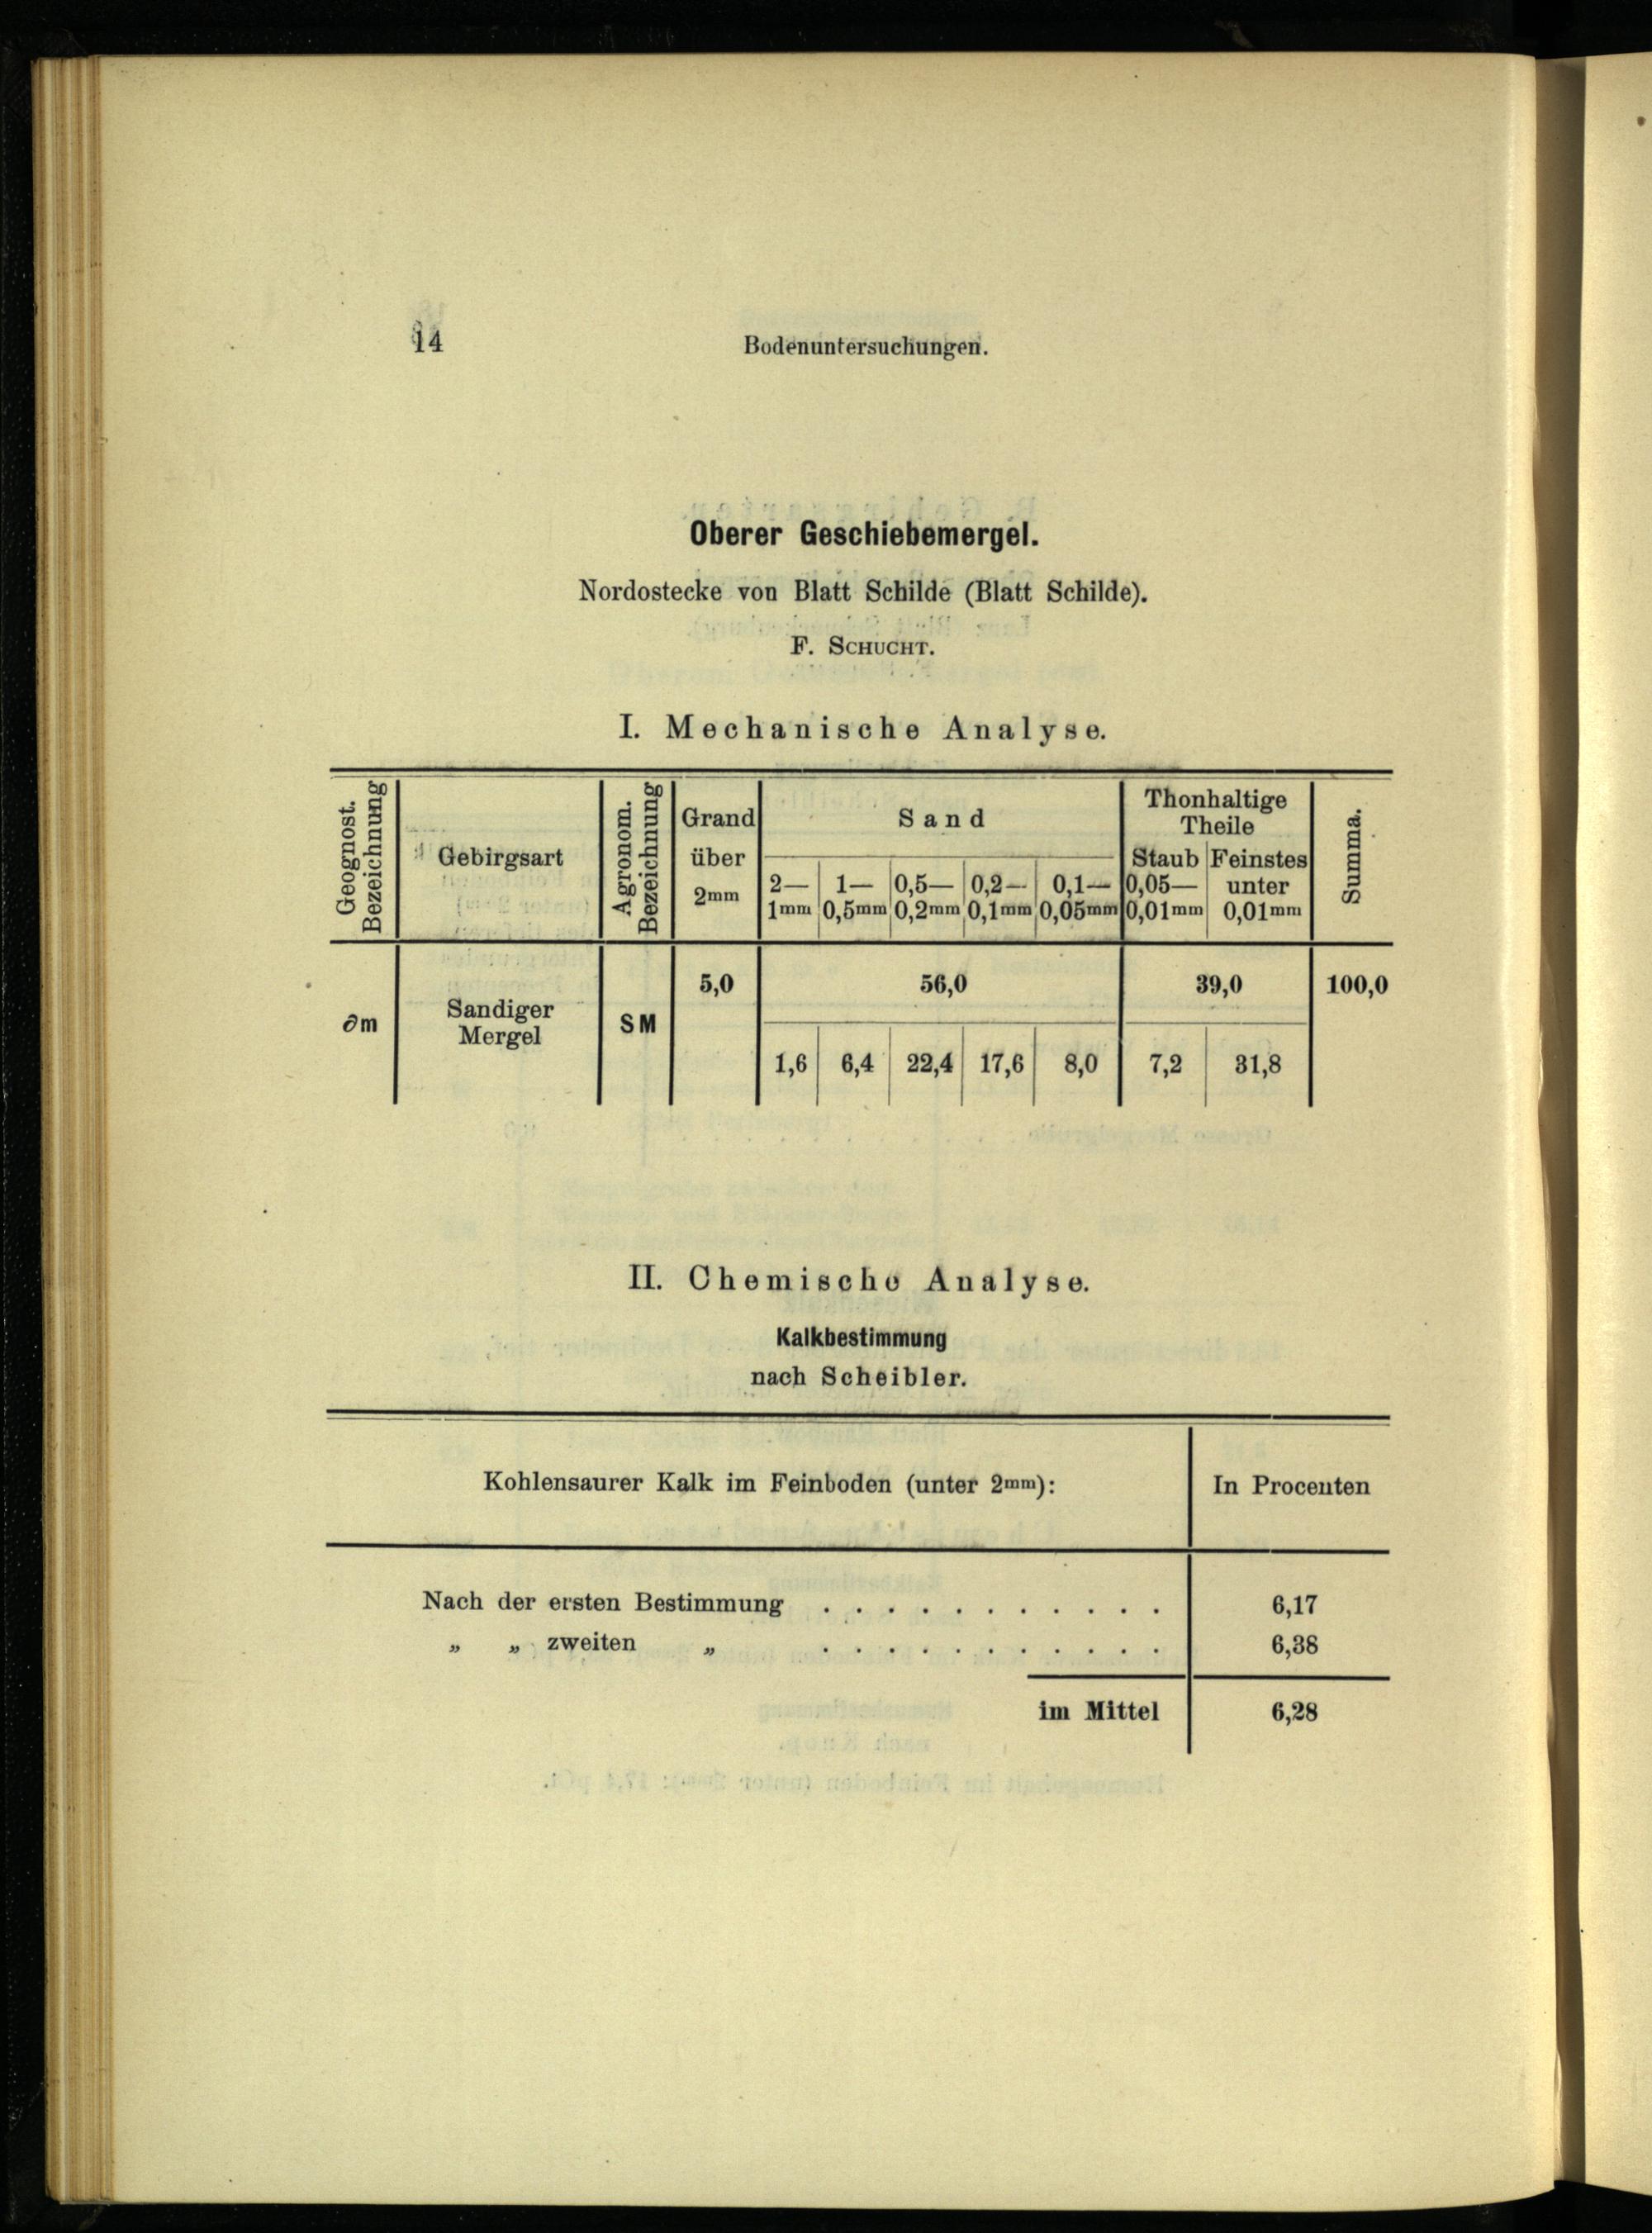 14
Bodenuntersuchungen.
Oberer Geschiebemergel.
Nordostecke von Blatt Schilde (Blatt Schilde).
F. SCHUCHT.
I. Mechanische Analyse.
Geognost. Bezeichnung
Gebirgsart
Agronom. Bezeichnung
Grand über 2mm
Sand
2— 1mm
1— 0,5mm
0,5— 0,2mm
0,2— 0,1mm
0,1— 0,05mm
Thonhaltige Theile
Staub 0,05— 0,01mm
Feinstes unter 0,01mm
Summa.
∂m
Sandiger Mergel
SM
5,0
56,0
39,0
100,0
1,6 6,4 22,4 17,6 8,0 7,2 31,8
II. Chemische Analyse.
Kalkbestimmung
nach Scheibler.
Kohlensaurer Kalk im Feinboden (unter 2mm): In Procenten
Nach der ersten Bestimmung . . . . . . . . . . . 6,17
„ „ zweiten „ . . . . . . . . . . . 6,38
im Mittel 6,28